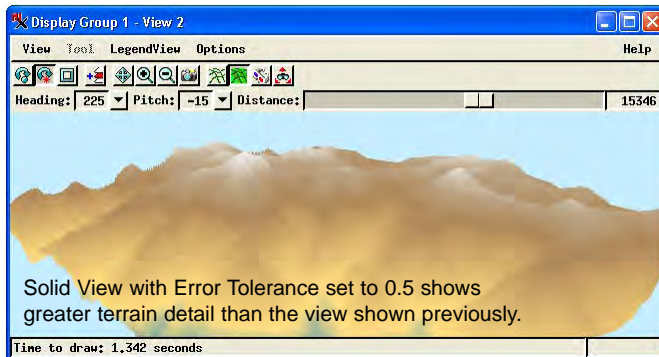 Display Group 1 - View 2
View Tool LegendView Options Help
Heading: 225 Pitch: -15 Distance: 15346
Solid View with Error Tolerance set to 0.5 shows
greater terrain detail than the view shown previously.
Time to draw: 1.342 seconds